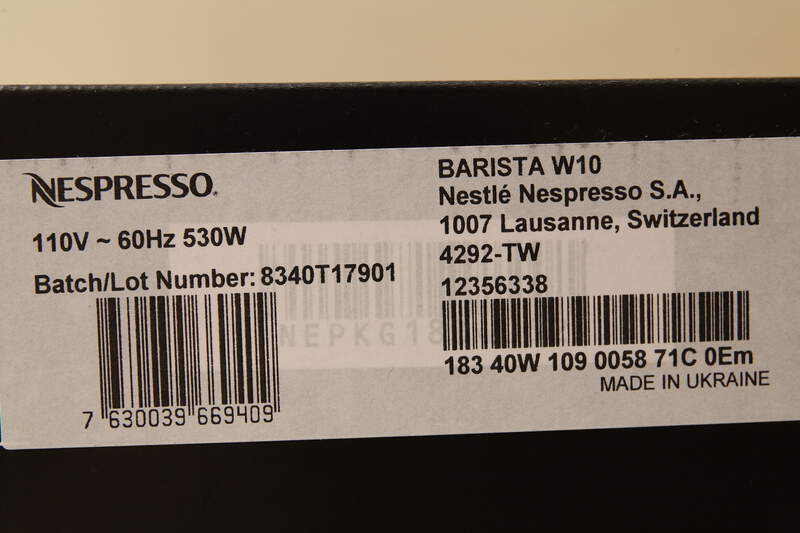 NESPRESSO
110V ~ 60Hz 530W
Batch/Lot Number: 8340T17901
7 630039 669409
BARISTA W10
Nestlé Nespresso S.A.,
1007 Lausanne, Switzerland
4292-TW
12356338
183 40W 109 0058 71C 0Em
MADE IN UKRAINE
NEPKG18